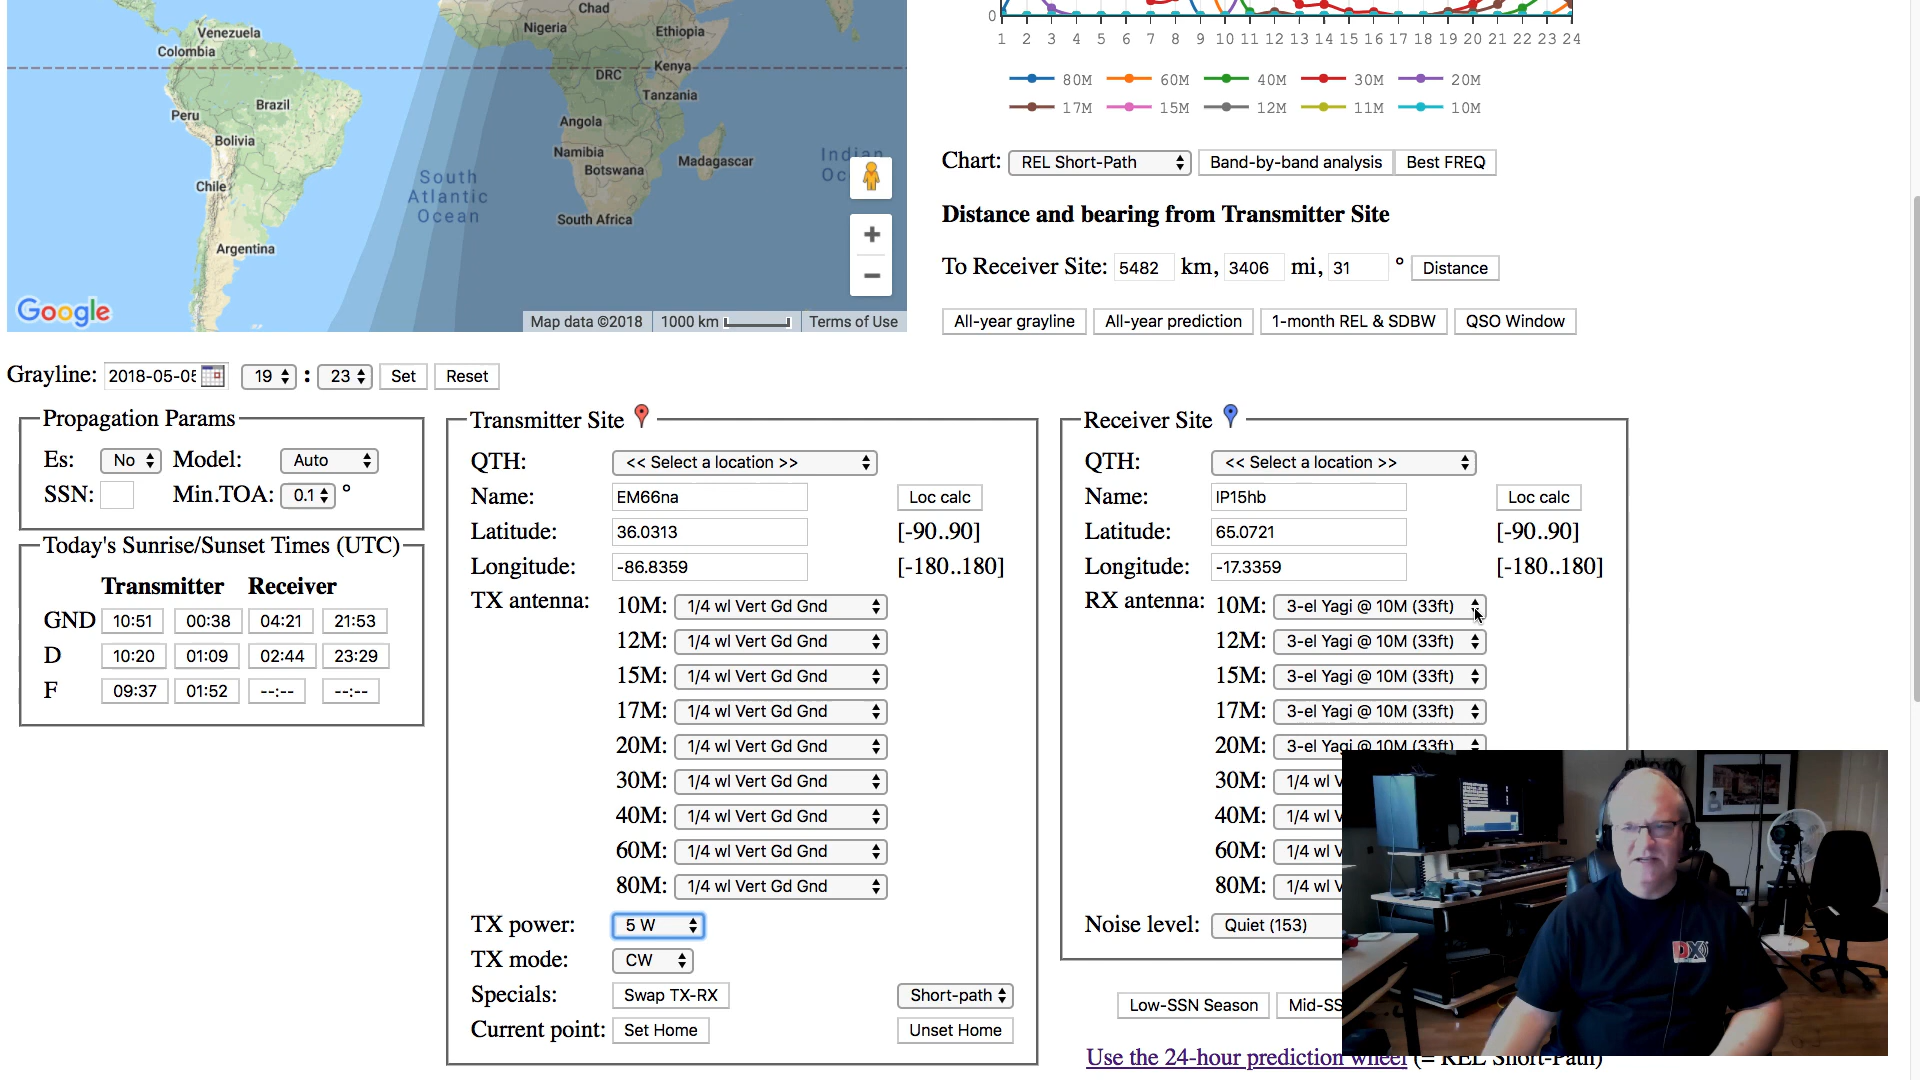 Chad
Nigeria
Ethiopia
Venezuela
Colombia
DRC
Kenya
Tanzania
Brazil
Peru
Angola
Bolivia
Namibia
Botswana
Madagascar
Indian
Oc
South
Atlantic
Ocean
Chile
South Africa
Argentina
+
−
Google
Map data ©2018 1000 km Terms of Use
0
1 2 3 4 5 6 7 8 9 10 11 12 13 14 15 16 17 18 19 20 21 22 23 24
80M 60M 40M 30M 20M
17M 15M 12M 11M 10M
Chart: REL Short-Path Band-by-band analysis Best FREQ
Distance and bearing from Transmitter Site
To Receiver Site: 5482 km, 3406 mi, 31 ° Distance
All-year grayline All-year prediction 1-month REL & SDBW QSO Window
Grayline: 2018-05-05 19 : 23 Set Reset
Propagation Params
Es: No Model: Auto
SSN: Min.TOA: 0.1 °
Today's Sunrise/Sunset Times (UTC)
Transmitter Receiver
GND 10:51 00:38 04:21 21:53
D 10:20 01:09 02:44 23:29
F 09:37 01:52 --:-- --:--
Transmitter Site
QTH: << Select a location >>
Name: EM66na Loc calc
Latitude: 36.0313 [-90..90]
Longitude: -86.8359 [-180..180]
TX antenna: 10M: 1/4 wl Vert Gd Gnd
12M: 1/4 wl Vert Gd Gnd
15M: 1/4 wl Vert Gd Gnd
17M: 1/4 wl Vert Gd Gnd
20M: 1/4 wl Vert Gd Gnd
30M: 1/4 wl Vert Gd Gnd
40M: 1/4 wl Vert Gd Gnd
60M: 1/4 wl Vert Gd Gnd
80M: 1/4 wl Vert Gd Gnd
TX power: 5 W
TX mode: CW
Specials: Swap TX-RX Short-path
Current point: Set Home Unset Home
Receiver Site
QTH: << Select a location >>
Name: IP15hb Loc calc
Latitude: 65.0721 [-90..90]
Longitude: -17.3359 [-180..180]
RX antenna: 10M: 3-el Yagi @ 10M (33ft)
12M: 3-el Yagi @ 10M (33ft)
15M: 3-el Yagi @ 10M (33ft)
17M: 3-el Yagi @ 10M (33ft)
20M: 3-el Yagi @ 10M (33ft)
30M: 1/4 wl V
40M: 1/4 wl V
60M: 1/4 wl V
80M: 1/4 wl V
Noise level: Quiet (153)
Low-SSN Season Mid-SS
Use the 24-hour prediction wheel (= REL Short-Path)
DX